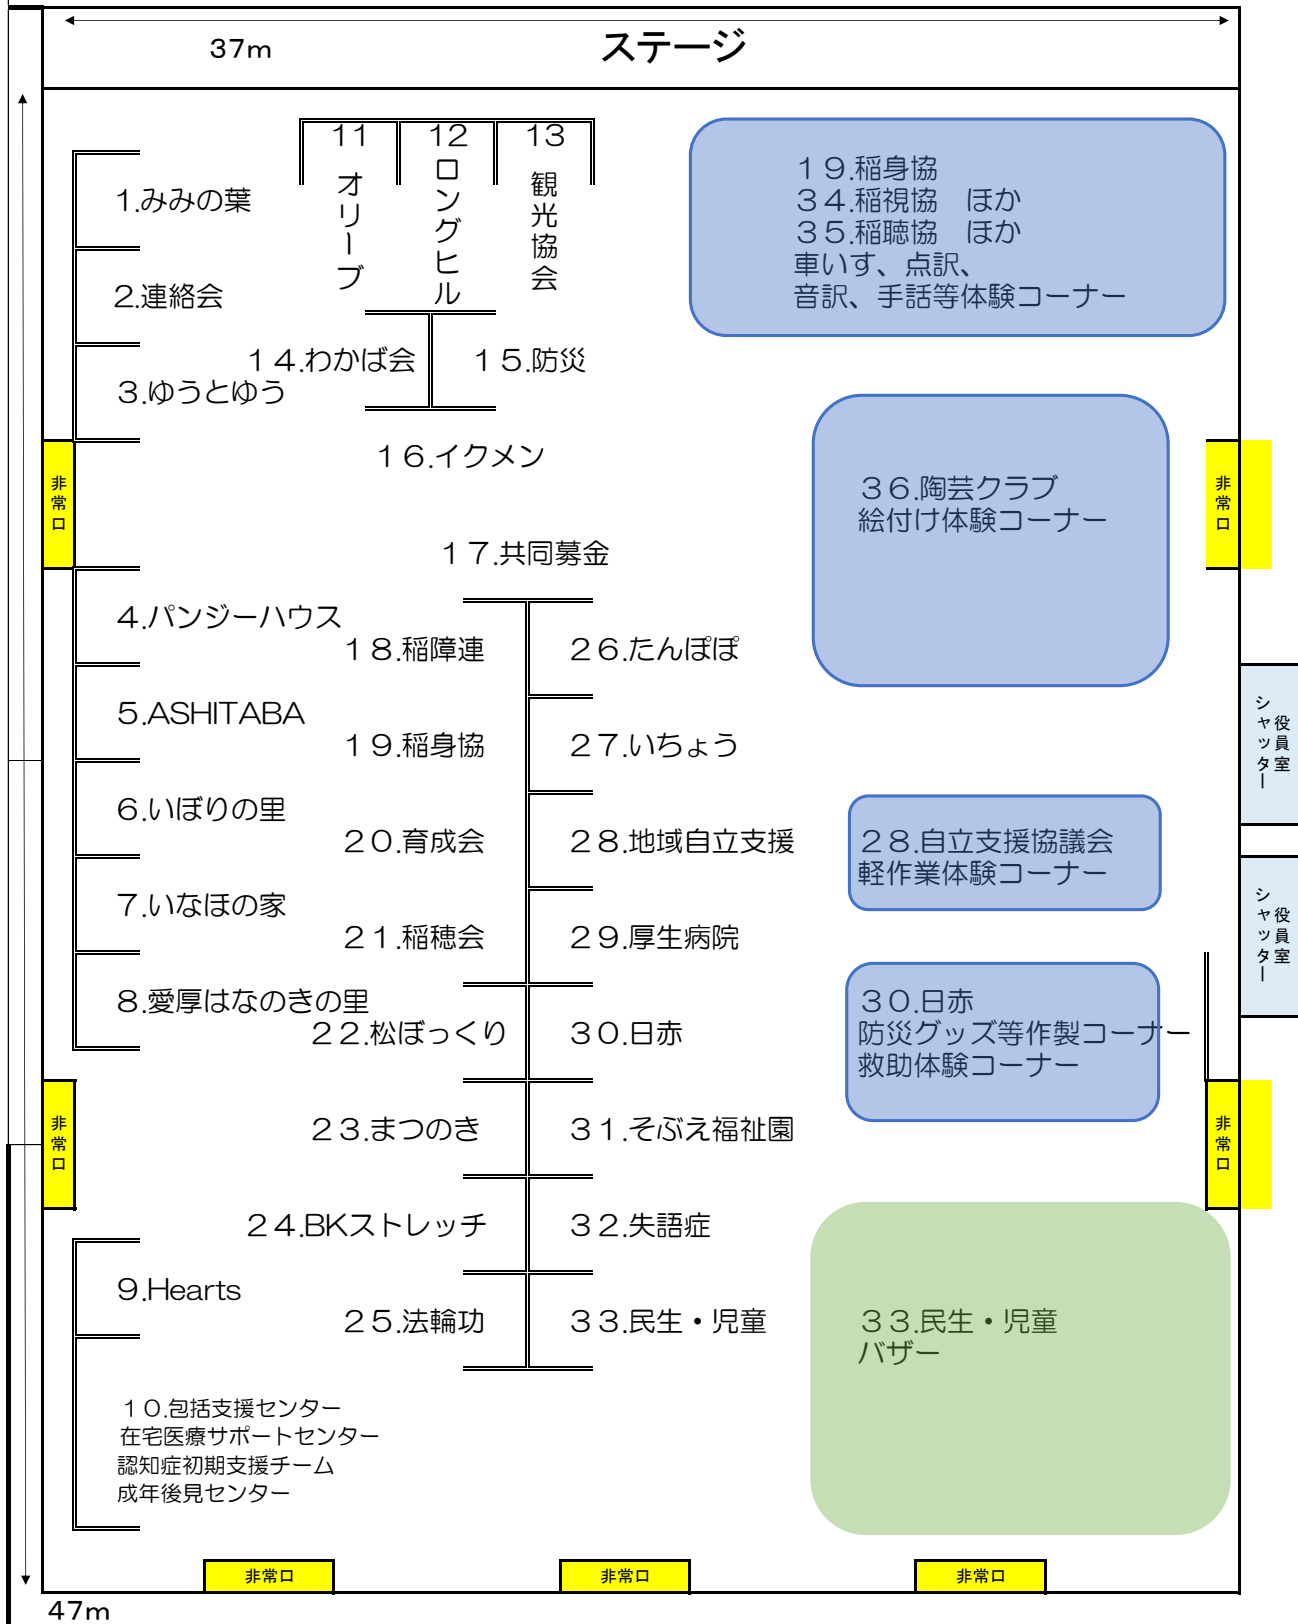 37m
ステージ
11
オリーブ
12
ロングヒル
13
観光協会
1.みみの葉
2.連絡会
3.ゆうとゆう
14.わかば会
15.防災
16.イクメン
17.共同募金
19.稲身協
34.稲視協　ほか
35.稲聴協　ほか
車いす、点訳、
音訳、手話等体験コーナー
36.陶芸クラブ
絵付け体験コーナー
非常口
非常口
4.パンジーハウス
5.ASHITABA
6.いぼりの里
7.いなほの家
8.愛厚はなのきの里
18.稲障連
19.稲身協
20.育成会
21.稲穂会
22.松ぼっくり
23.まつのき
24.BKストレッチ
25.法輪功
26.たんぽぽ
27.いちょう
28.地域自立支援
29.厚生病院
30.日赤
31.そぶえ福祉園
32.失語症
33.民生・児童
28.自立支援協議会
軽作業体験コーナー
30.日赤
防災グッズ等作製コーナー
救助体験コーナー
役員室
シャッター
役員室
シャッター
非常口
非常口
9.Hearts
10.包括支援センター
在宅医療サポートセンター
認知症初期支援チーム
成年後見センター
33.民生・児童
バザー
非常口
非常口
非常口
47m